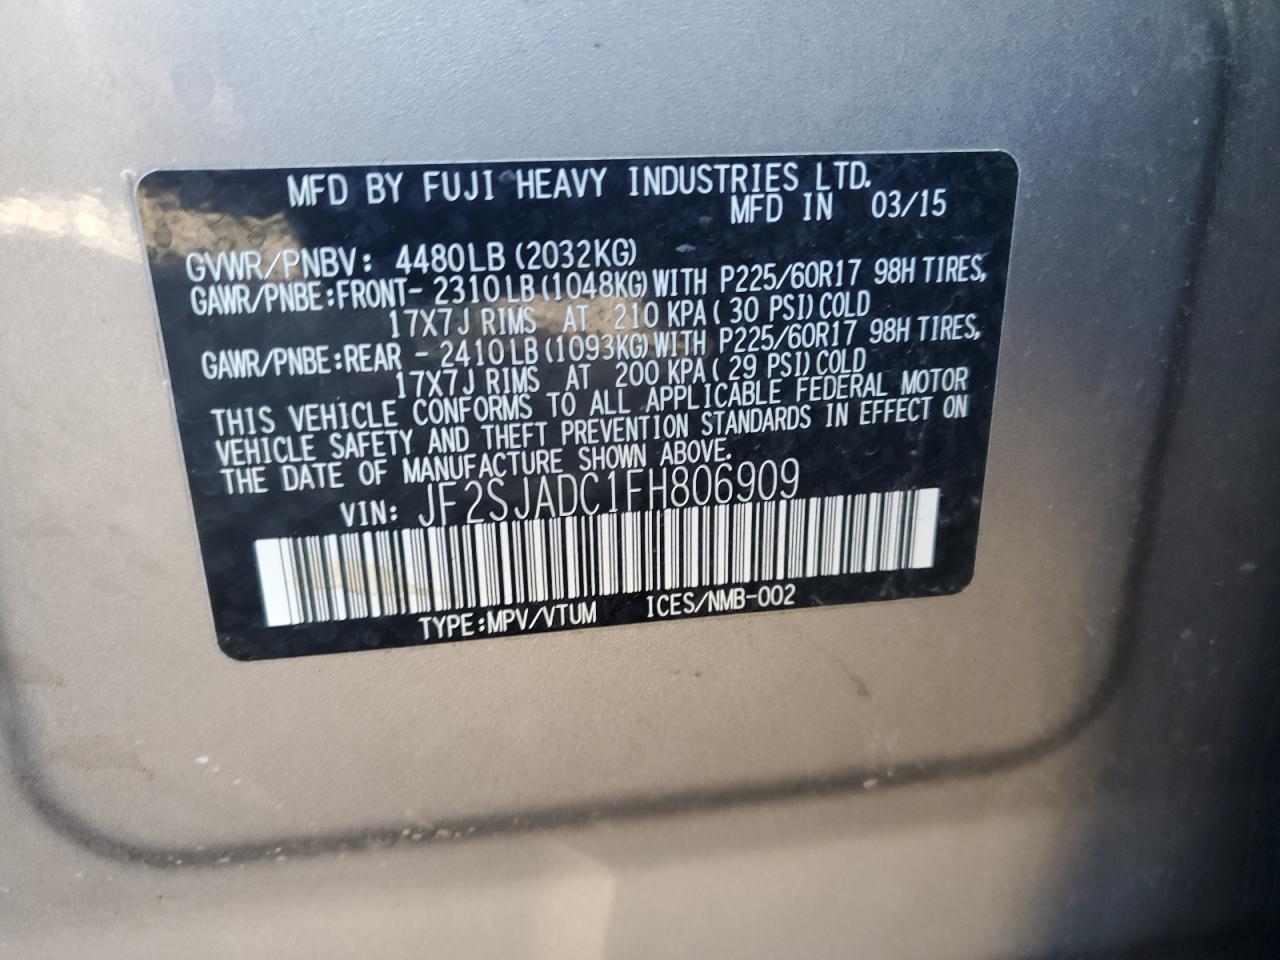 MFD BY FUJI HEAVY INDUSTRIES LTD.
MFD IN 03/15
GVWR/PNBV: 4480LB (2032KG)
GAWR/PNBE:FRONT- 2310LB (1048KG) WITH P225/60R17 98H TIRES,
17X7J RIMS AT 210 KPA ( 30 PSI) COLD
GAWR/PNBE:REAR - 2410LB (1093KG) WITH P225/60R17 98H TIRES,
17X7J RIMS AT 200 KPA ( 29 PSI) COLD
THIS VEHICLE CONFORMS TO ALL APPLICABLE FEDERAL MOTOR
VEHICLE SAFETY AND THEFT PREVENTION STANDARDS IN EFFECT ON
THE DATE OF MANUFACTURE SHOWN ABOVE.
VIN: JF2SJADC1FH806909
TYPE:MPV/VTUM ICES/NMB-002